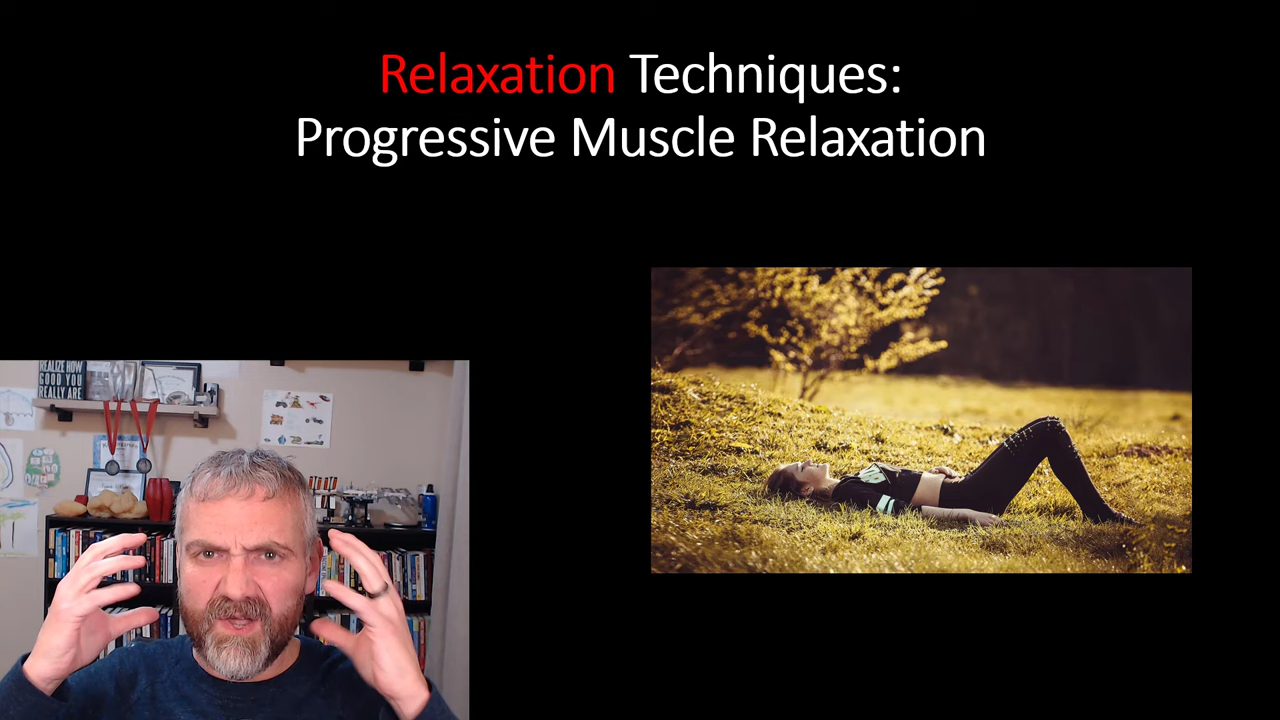 Relaxation Techniques:
Progressive Muscle Relaxation
REALIZE HOW
GOOD YOU
REALLY ARE